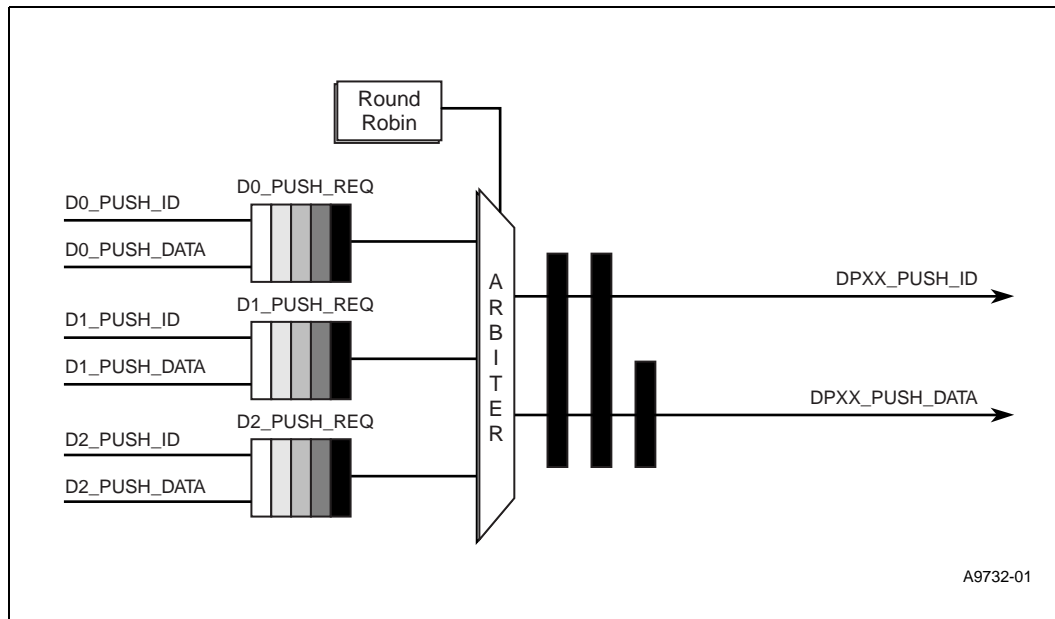 Round
Robin
D0_PUSH_REQ
D0_PUSH_ID
D0_PUSH_DATA
D1_PUSH_REQ
D1_PUSH_ID
D1_PUSH_DATA
D2_PUSH_REQ
D2_PUSH_ID
D2_PUSH_DATA
A
R
B
I
T
E
R
DPXX_PUSH_ID
DPXX_PUSH_DATA
A9732-01